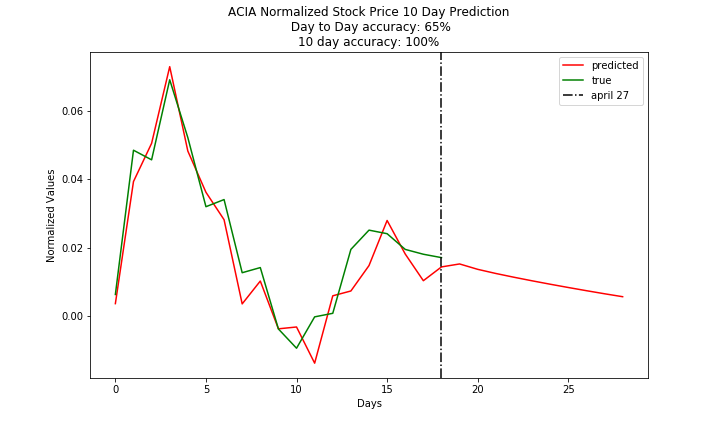 ACIA Normalized Stock Price 10 Day Prediction
Day to Day accuracy: 65%
10 day accuracy: 100%
predicted
true
april 27
0.06
0.04
0.02
0.00
Normalized Values
0 5 10 15 20 25
Days